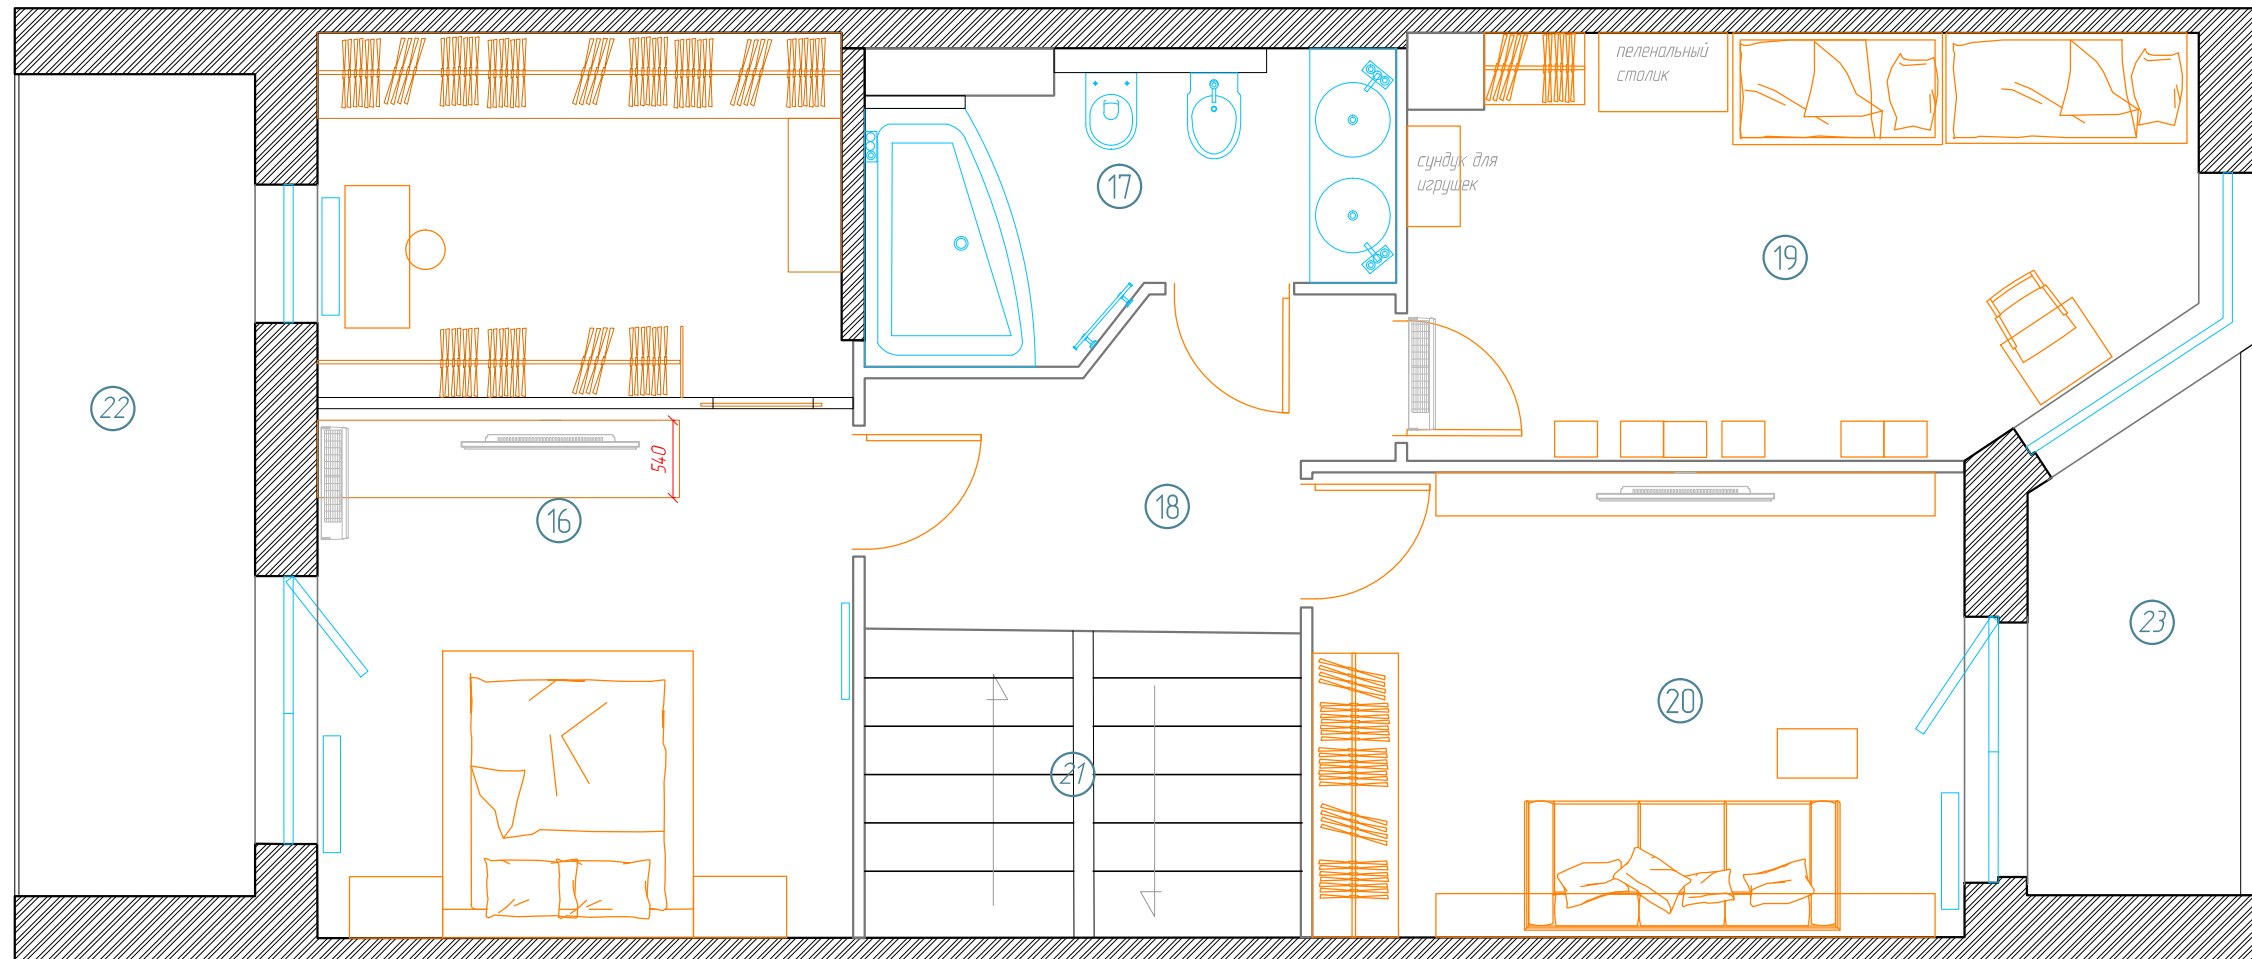 пеленальный
столик
сундук для
игрушек
17
19
22
540
16
18
23
20
21